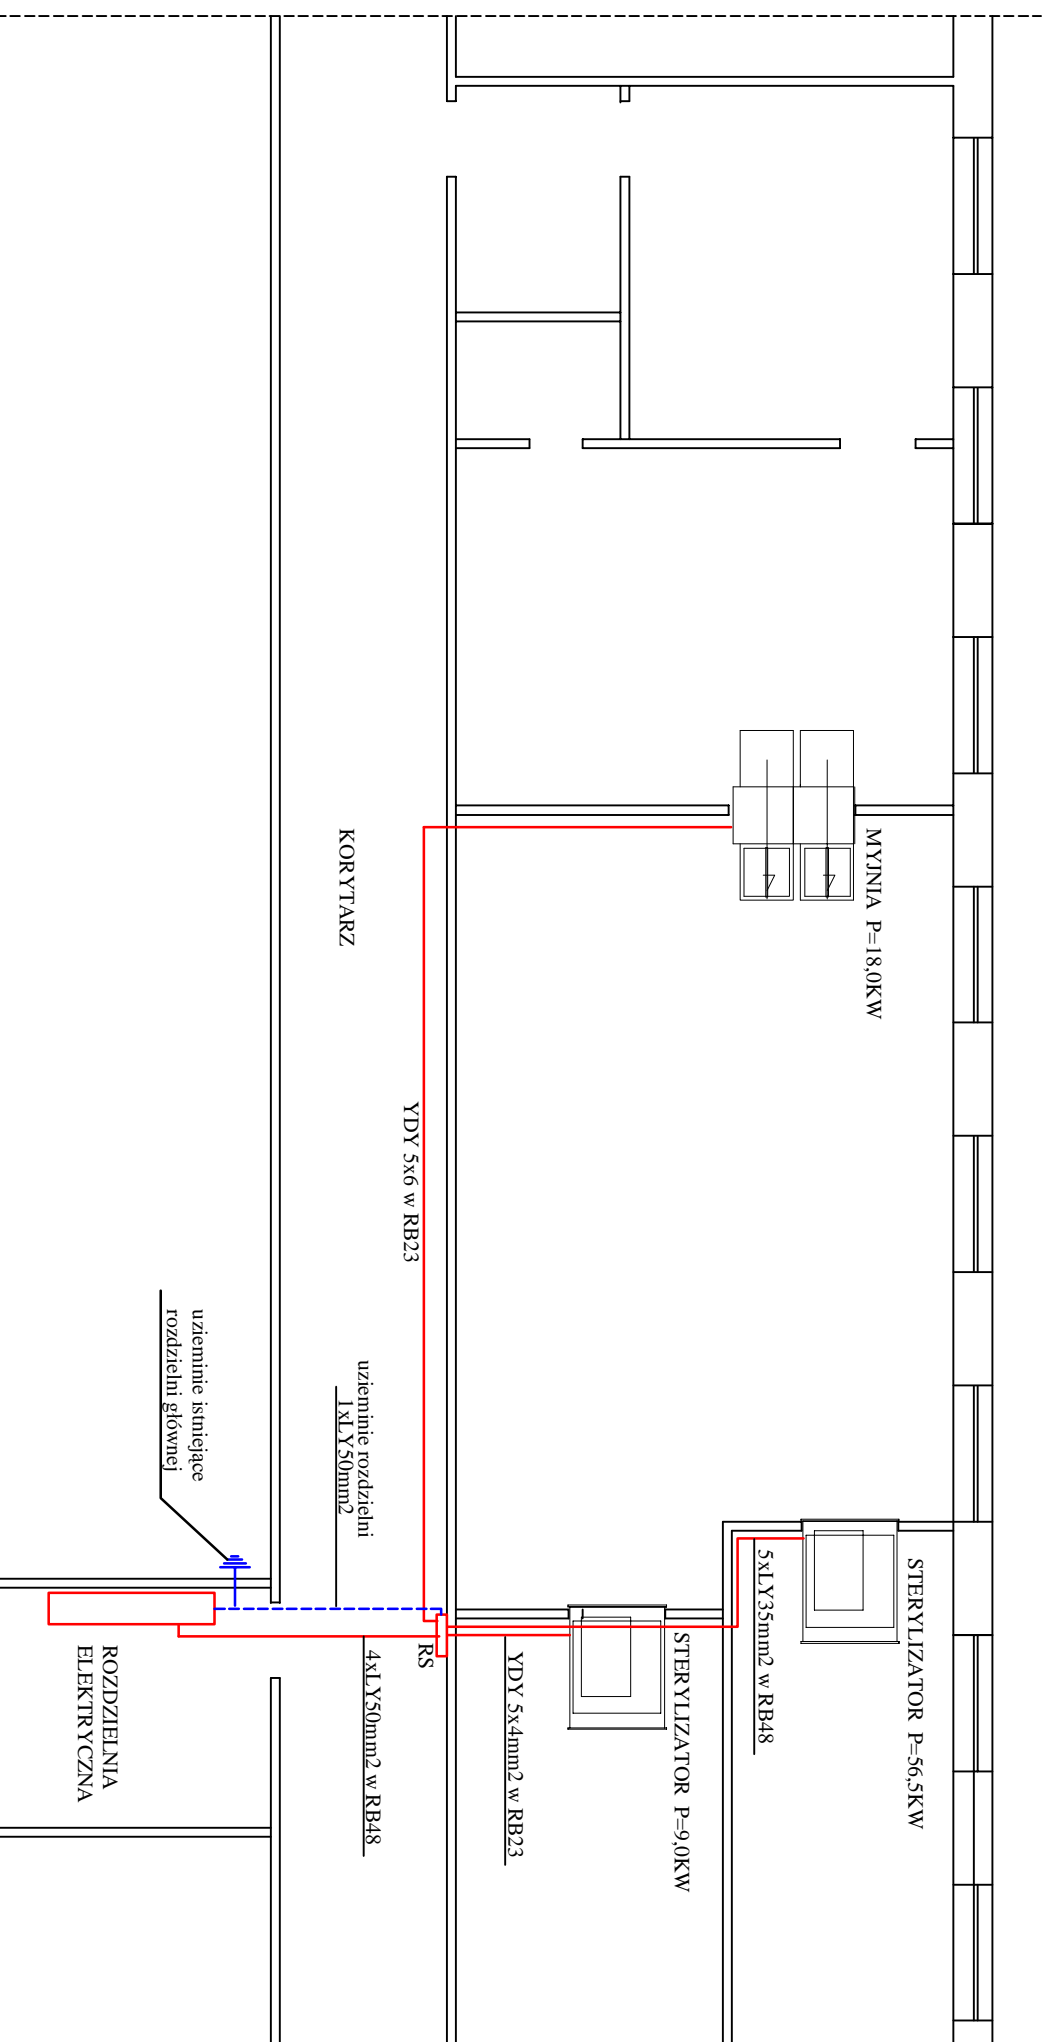 STERYLIZATOR  P=56,5KW
MYJNIA  P=18,0KW
5xLY35mm2 w RB48
STERYLIZATOR  P=9,0KW
YDY 5x4mm2 w RB23
RS
YDY 5x6 w RB23
4xLY50mm2 w RB48
uzieminie rozdzielni
1xLY50mm2
KORYTARZ
uzieminie istniejące
rozdzielni głównej
ROZDZIELNIA
ELEKTRYCZNA